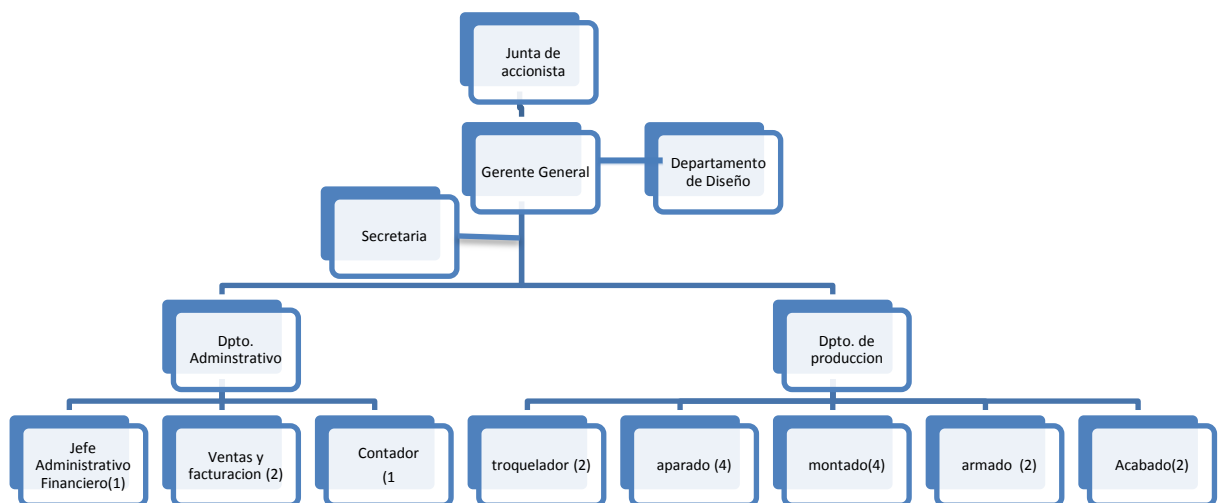 Junta de
accionista
Gerente General
Departamento
de Diseño
Secretaria
Dpto.
Adminstrativo
Dpto. de
produccion
Jefe
Administrativo
Financiero(1)
Ventas y
facturacion (2)
Contador
(1
troquelador (2)
aparado (4)
montado(4)
armado (2)
Acabado(2)